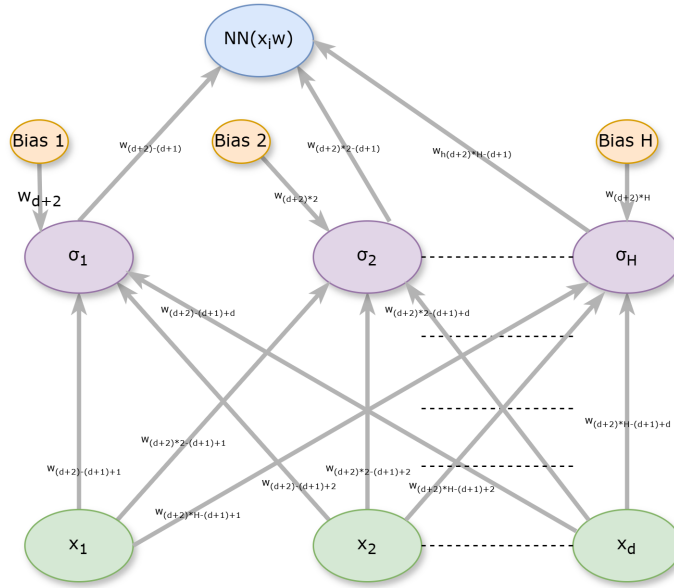 NN(xᵢw)
Bias 1
Bias 2
Bias H
w(d+2)-(d+1)
w(d+2)*2-(d+1)
wh(d+2)*H-(d+1)
wd+2
w(d+2)*2
w(d+2)*H
σ1
σ2
σH
w(d+2)-(d+1)+d
w(d+2)*2-(d+1)+d
w(d+2)*H-(d+1)+d
w(d+2)*2-(d+1)+1
w(d+2)-(d+1)+1
w(d+2)-(d+1)+2
w(d+2)*2-(d+1)+2
w(d+2)*H-(d+1)+2
w(d+2)*H-(d+1)+1
x1
x2
xd